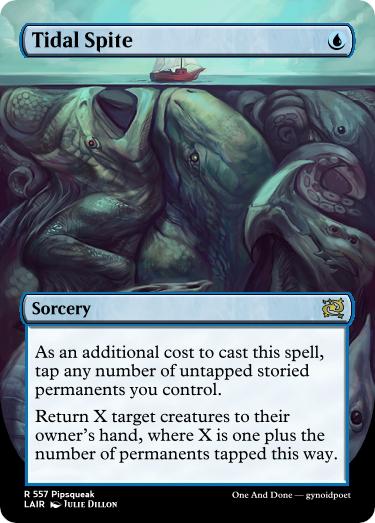 Tidal Spite
Sorcery
As an additional cost to cast this spell,
tap any number of untapped storied
permanents you control.
Return X target creatures to their
owner's hand, where X is one plus the
number of permanents tapped this way.
R 557 Pipsqueak
One And Done — gynoidpoet
LAIR JULIE DILLON